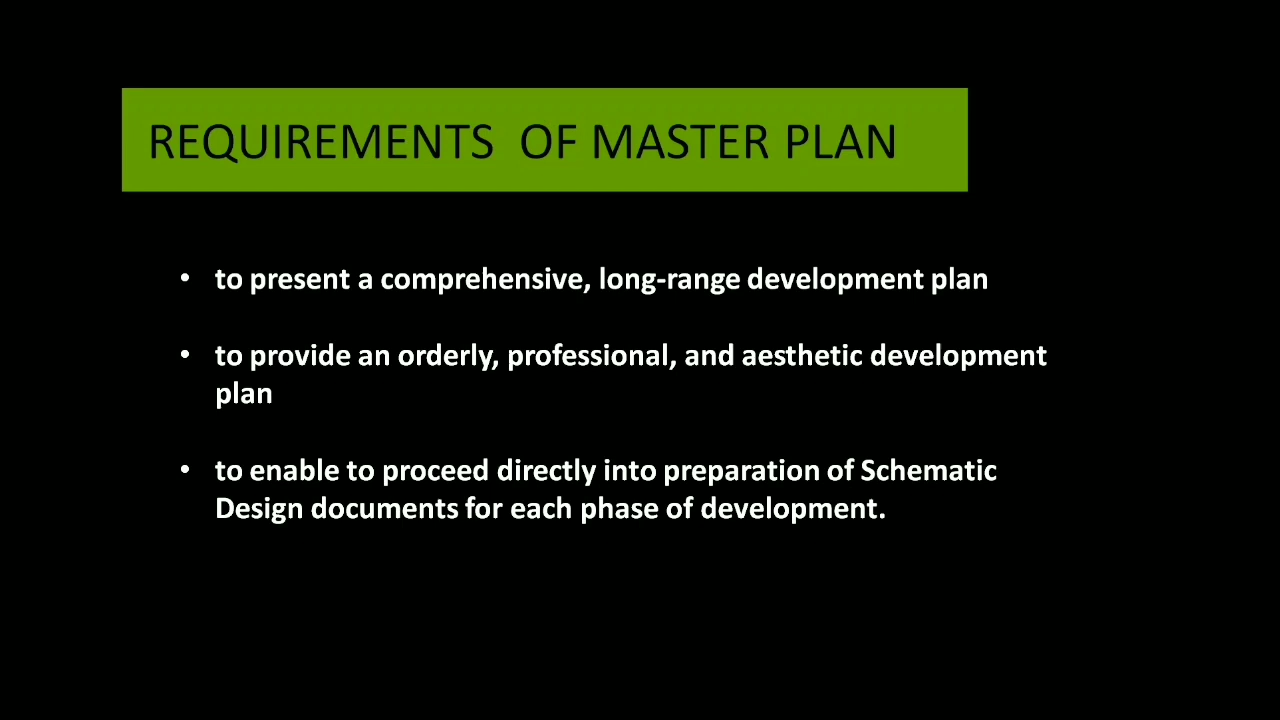 REQUIREMENTS  OF MASTER PLAN
• to present a comprehensive, long-range development plan
• to provide an orderly, professional, and aesthetic development
plan
• to enable to proceed directly into preparation of Schematic
Design documents for each phase of development.